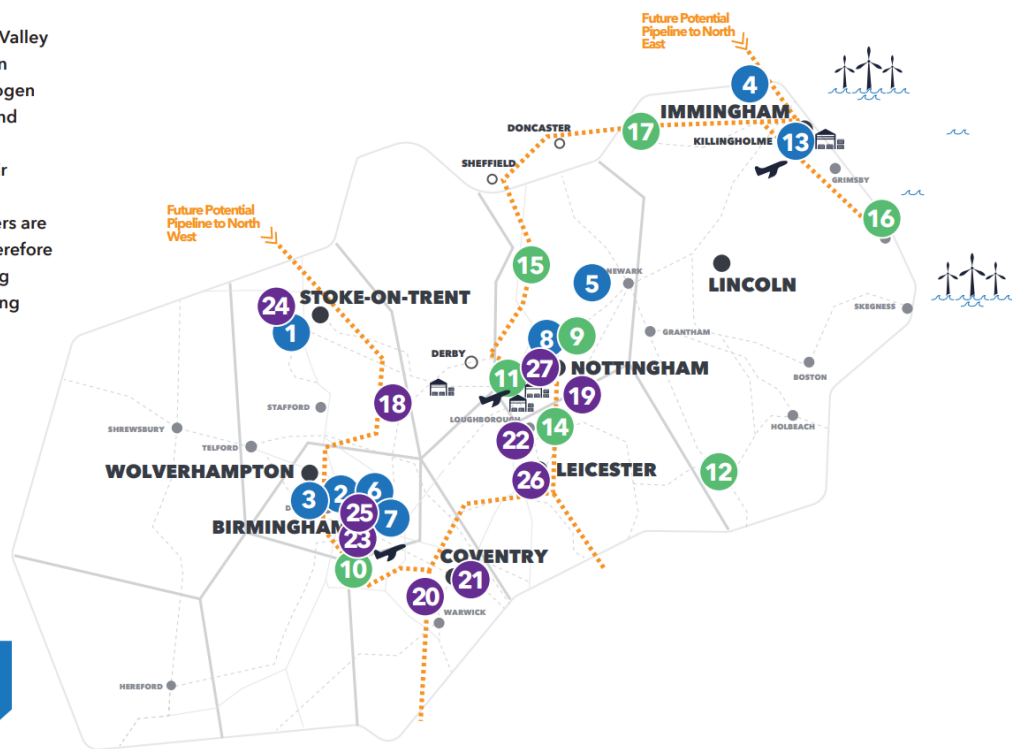 Valley
n
ogen
nd
r
ers are
erefore
g
ing
Future Potential
Pipeline to North
East
Future Potential
Pipeline to North
West
4
IMMINGHAM
17
DONCASTER
KILLINGHOLME
13
SHEFFIELD
GRIMSBY
16
15
5
NEWARK
LINCOLN
24
STOKE-ON-TRENT
1
SKEGNESS
GRANTHAM
8
9
DERBY
27
NOTTINGHAM
11
BOSTON
18
19
STAFFORD
LOUGHBOROUGH
14
HOLBEACH
SHREWSBURY
22
TELFORD
WOLVERHAMPTON
26
LEICESTER
12
3
2
6
D
25
7
BIRMINGHAM
23
10
COVENTRY
21
20
WARWICK
HEREFORD